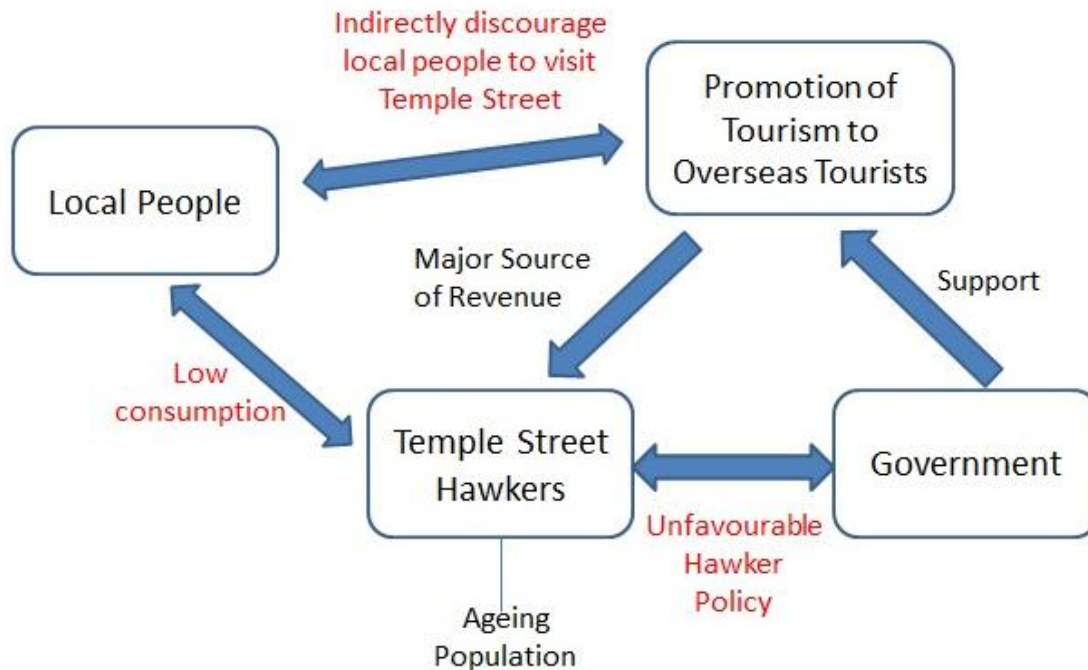 Indirectly discourage
local people to visit
Temple Street
Promotion of
Tourism to
Overseas Tourists
Local People
Major Source
of Revenue
Support
Low
consumption
Temple Street
Hawkers
Government
Unfavourable
Hawker
Policy
Ageing
Population